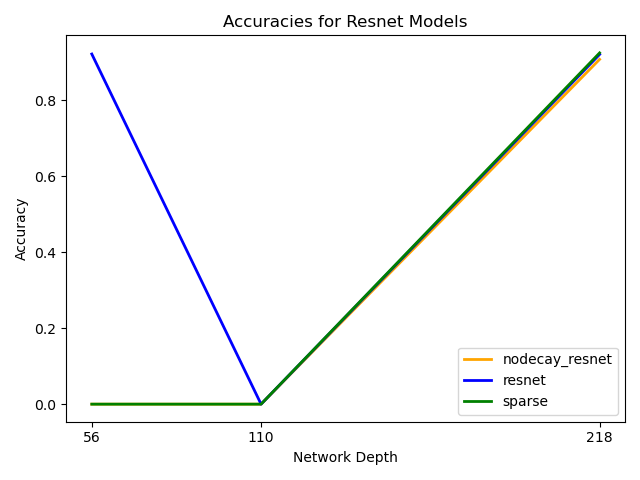 Accuracies for Resnet Models
Accuracy
0.8
0.6
0.4
0.2
0.0
56
110
218
Network Depth
nodecay_resnet
resnet
sparse